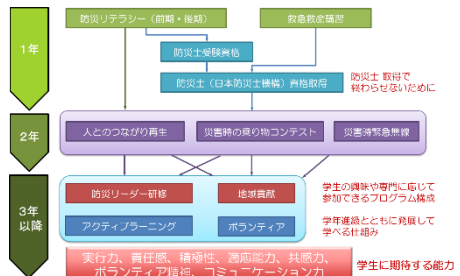 防災リテラシー（前期・後期）
救急救命講習
1年
防災士受験資格
防災士（日本防災士機構）資格取得
防災士 取得で
終わらせないために
2年
人とのつながり再生
災害時の乗り物コンテスト
災害時緊急無線
3年
以降
防災リーダー研修
地域貢献
学生の興味や専門に応じて
参加できるプログラム構成
アクティブラーニング
ボランティア
学年進級とともに発展して
学べる仕組み
実行力、責任感、積極性、適応能力、共感力、
ボランティア精神、コミュニケーション力
学生に期待する能力